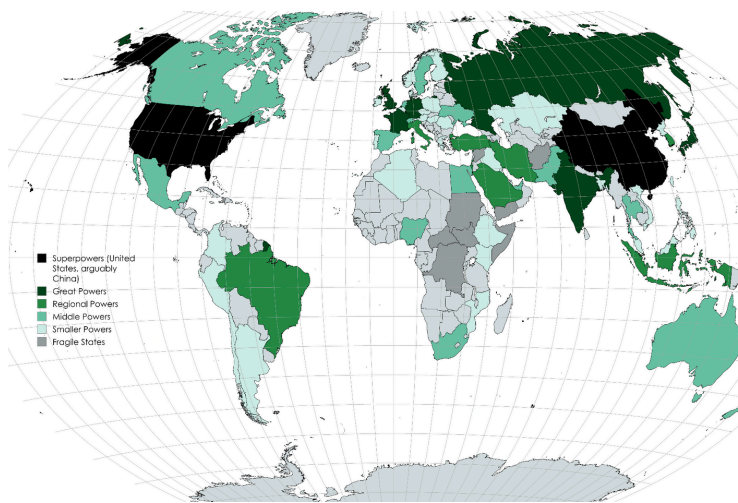 Superpowers (United
States, arguably
China)
Great Powers
Regional Powers
Middle Powers
Smaller Powers
Fragile States